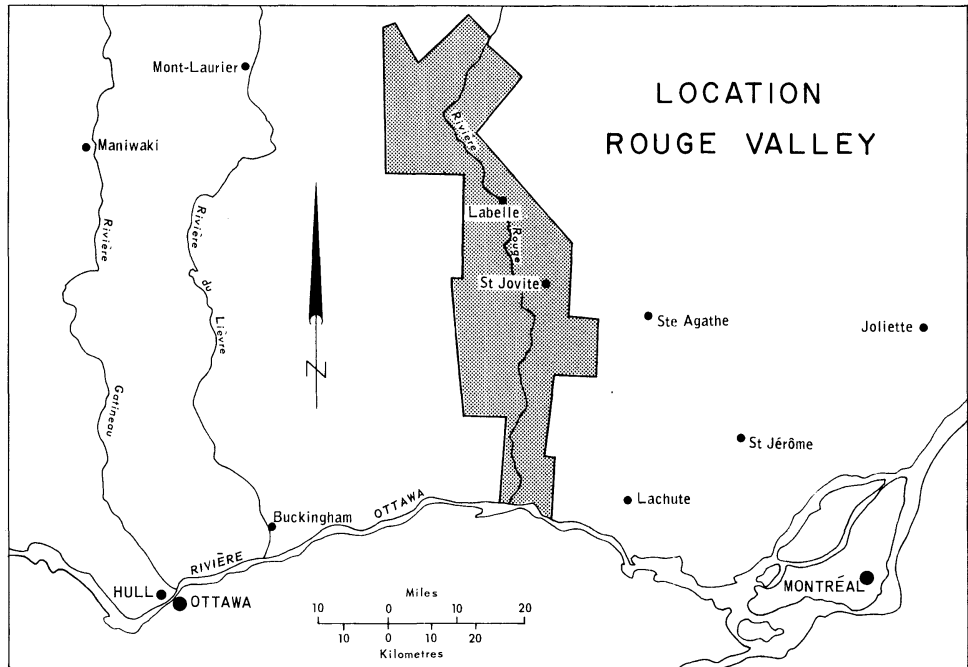 LOCATION
ROUGE VALLEY
Mont-Laurier
Maniwaki
Rivière
Gatineau
Rivière
du
Lièvre
Rivière
Rouge
Labelle
St Jovite
Ste Agathe
Joliette
St Jérôme
Lachute
Buckingham
RIVIÈRE
OTTAWA
HULL
OTTAWA
MONTRÉAL
N
Miles
10 0 10 20
10 0 10 20
Kilometres